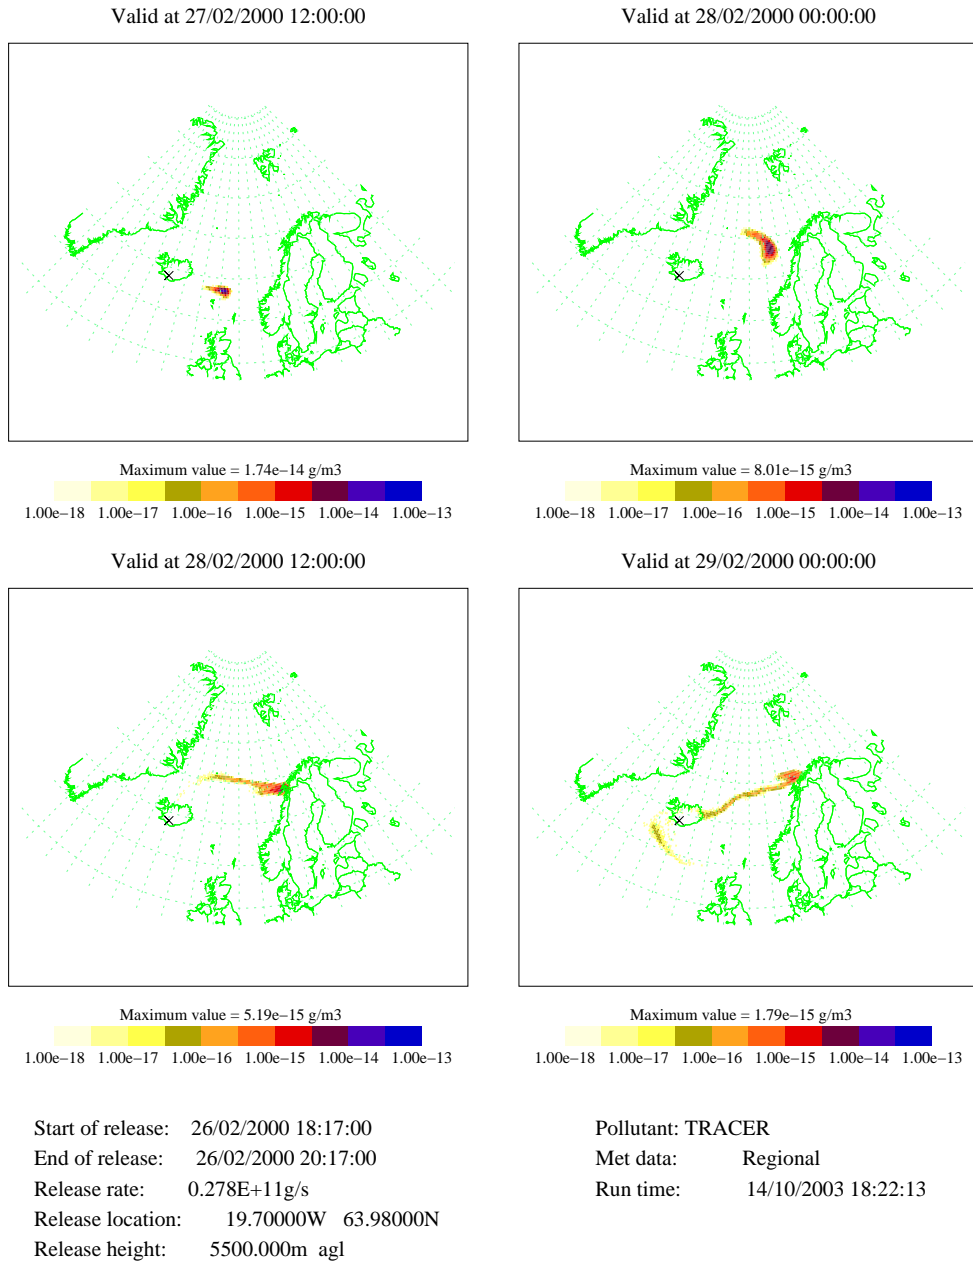 Valid at 27/02/2000 12:00:00
Valid at 28/02/2000 00:00:00
Maximum value = 1.74e−14 g/m3
1.00e−18 1.00e−17 1.00e−16 1.00e−15 1.00e−14 1.00e−13
Maximum value = 8.01e−15 g/m3
1.00e−18 1.00e−17 1.00e−16 1.00e−15 1.00e−14 1.00e−13
Valid at 28/02/2000 12:00:00
Valid at 29/02/2000 00:00:00
Maximum value = 5.19e−15 g/m3
1.00e−18 1.00e−17 1.00e−16 1.00e−15 1.00e−14 1.00e−13
Maximum value = 1.79e−15 g/m3
1.00e−18 1.00e−17 1.00e−16 1.00e−15 1.00e−14 1.00e−13
Start of release: 26/02/2000 18:17:00
End of release: 26/02/2000 20:17:00
Release rate: 0.278E+11g/s
Release location: 19.70000W 63.98000N
Release height: 5500.000m agl
Pollutant: TRACER
Met data: Regional
Run time: 14/10/2003 18:22:13